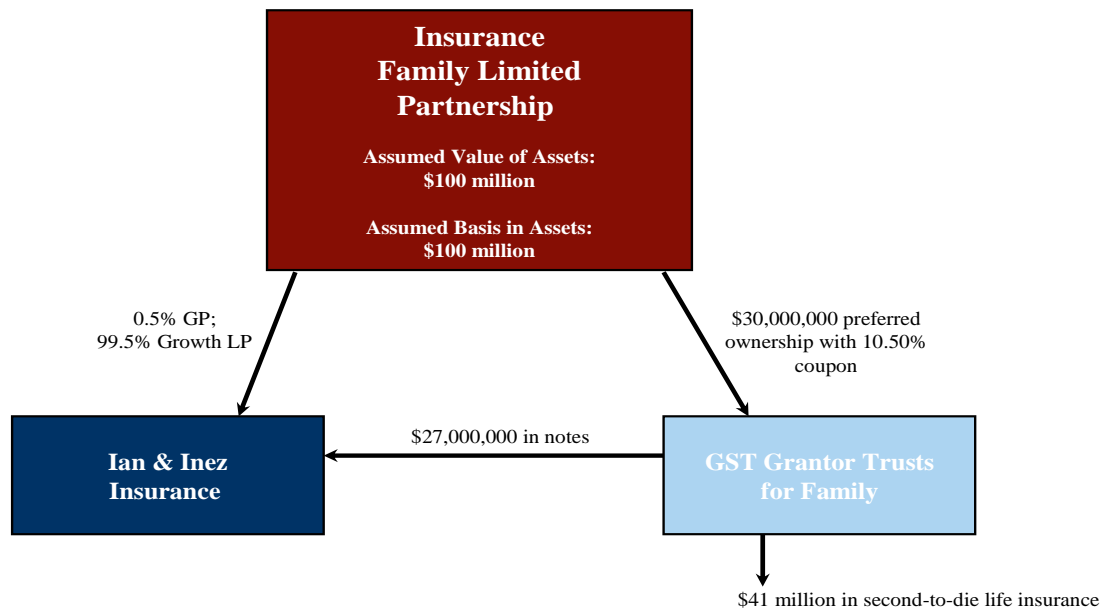 Insurance
Family Limited
Partnership
Assumed Value of Assets:
$100 million
Assumed Basis in Assets:
$100 million
0.5% GP;
99.5% Growth LP
$30,000,000 preferred
ownership with 10.50%
coupon
$27,000,000 in notes
Ian & Inez
Insurance
GST Grantor Trusts
for Family
$41 million in second-to-die life insurance